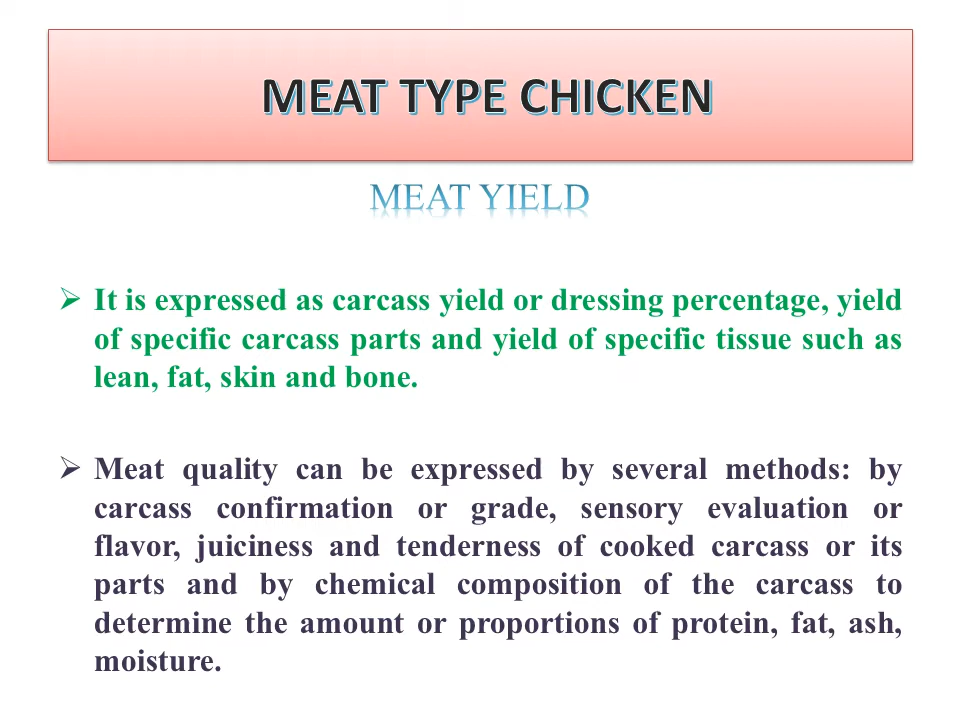 MEAT TYPE CHICKEN
MEAT YIELD
➢ It is expressed as carcass yield or dressing percentage, yield
of specific carcass parts and yield of specific tissue such as
lean, fat, skin and bone.
➢ Meat quality can be expressed by several methods: by
carcass confirmation or grade, sensory evaluation or
flavor, juiciness and tenderness of cooked carcass or its
parts and by chemical composition of the carcass to
determine the amount or proportions of protein, fat, ash,
moisture.